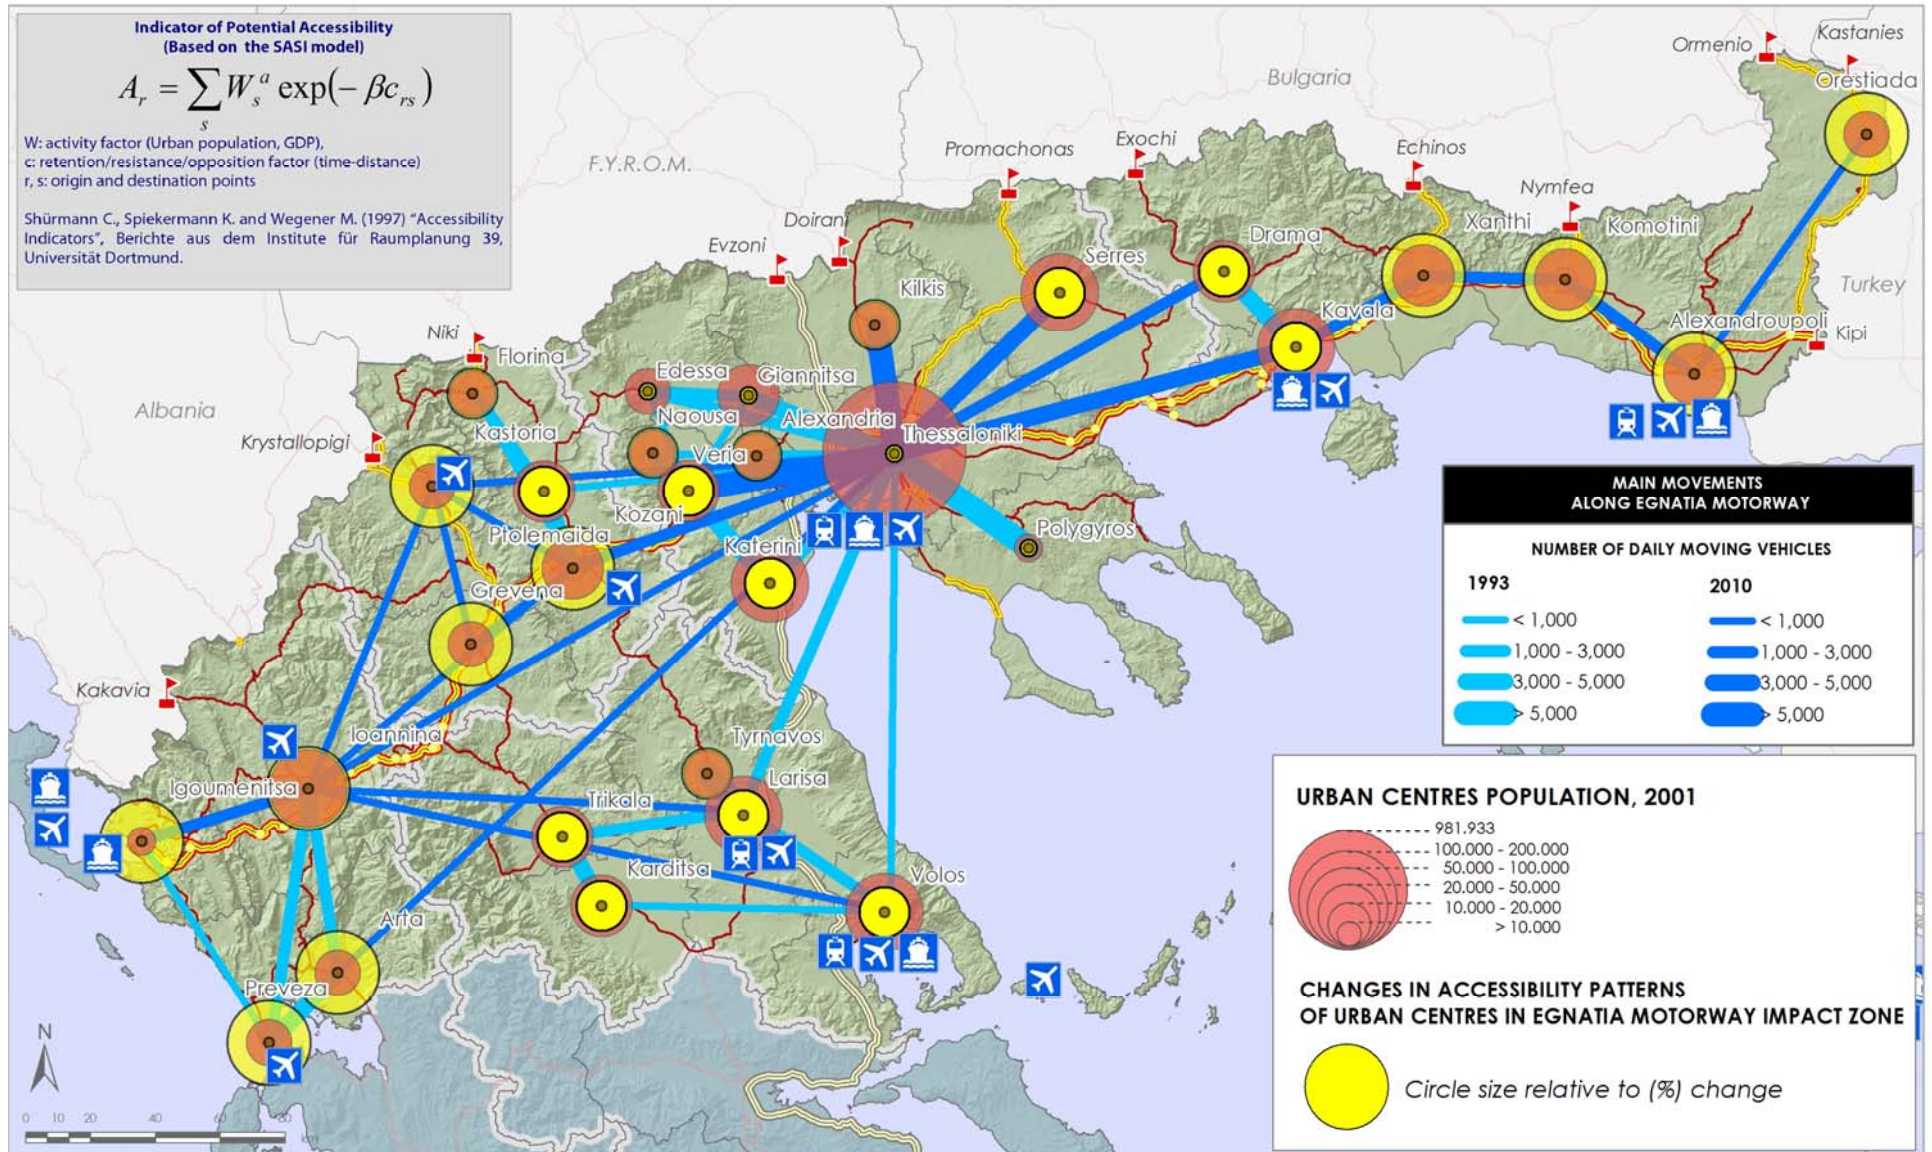 Indicator of Potential Accessibility
(Based on the SASI model)
A_r = ∑_s W_s^a exp(− βc_rs)
W: activity factor (Urban population, GDP),
c: retention/resistance/opposition factor (time-distance)
r, s: origin and destination points
Shürmann C., Spiekermann K. and Wegener M. (1997) “Accessibility
Indicators”, Berichte aus dem Institute für Raumplanung 39,
Universität Dortmund.
Kastanies
Ormenio
Orestiada
Bulgaria
F.Y.R.O.M.
Promachonas
Exochi
Echinos
Nymfea
Doirani
Evzoni
Xanthi
Komotini
Drama
Serres
Turkey
Kilkis
Kavala
Alexandroupoli
Kipi
Niki
Florina
Edessa
Giannitsa
Albania
Naousa
Alexandria
Krystallopigi
Kastoria
Thessaloniki
Veria
Kozani
Ptolemaida
Katerini
Polygyros
Grevena
Kakavia
Ioannina
Tyrnavos
Igoumenitsa
Larisa
Trikala
Karditsa
Volos
Arta
Preveza
N
0 10 20 40 60 80
km
MAIN MOVEMENTS
ALONG EGNATIA MOTORWAY
NUMBER OF DAILY MOVING VEHICLES
1993 2010
< 1,000 < 1,000
1,000 - 3,000 1,000 - 3,000
3,000 - 5,000 3,000 - 5,000
> 5,000 > 5,000
URBAN CENTRES POPULATION, 2001
981.933
100.000 - 200.000
50.000 - 100.000
20.000 - 50.000
10.000 - 20.000
> 10.000
CHANGES IN ACCESSIBILITY PATTERNS
OF URBAN CENTRES IN EGNATIA MOTORWAY IMPACT ZONE
Circle size relative to (%) change